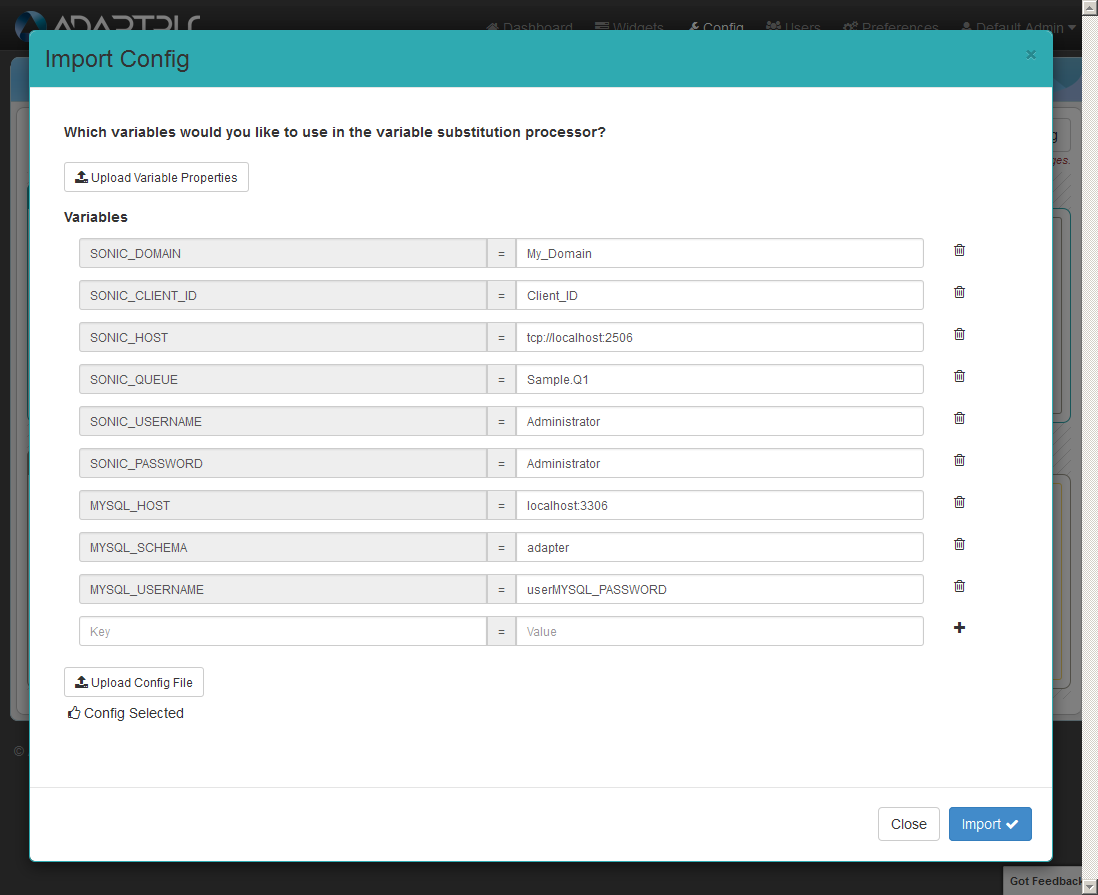 ADAPTRIS
Dashboard Widgets Config Users Preferences Default Admin
Import Config ×
Which variables would you like to use in the variable substitution processor?
Upload Variable Properties
Variables
SONIC_DOMAIN = My_Domain
SONIC_CLIENT_ID = Client_ID
SONIC_HOST = tcp://localhost:2506
SONIC_QUEUE = Sample.Q1
SONIC_USERNAME = Administrator
SONIC_PASSWORD = Administrator
MYSQL_HOST = localhost:3306
MYSQL_SCHEMA = adapter
MYSQL_USERNAME = userMYSQL_PASSWORD
Key = Value
Upload Config File
Config Selected
©
Close Import
Got Feedback